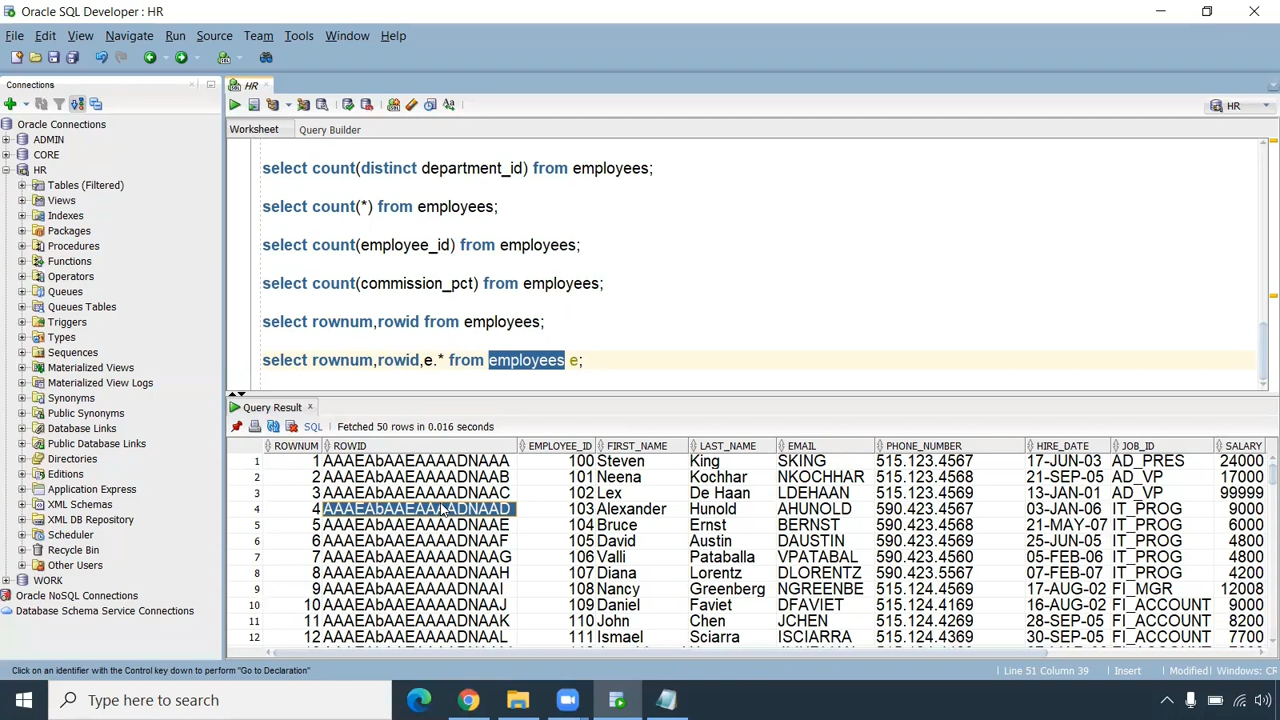 Oracle SQL Developer : HR
File Edit View Navigate Run Source Team Tools Window Help
Connections
HR
HR
Worksheet Query Builder
Oracle Connections
ADMIN
CORE
HR
Tables (Filtered)
Views
Indexes
Packages
Procedures
Functions
Operators
Queues
Queues Tables
Triggers
Types
Sequences
Materialized Views
Materialized View Logs
Synonyms
Public Synonyms
Database Links
Public Database Links
Directories
Editions
Application Express
XML Schemas
XML DB Repository
Scheduler
Recycle Bin
Other Users
WORK
Oracle NoSQL Connections
Database Schema Service Connections
select count(distinct department_id) from employees;
select count(*) from employees;
select count(employee_id) from employees;
select count(commission_pct) from employees;
select rownum,rowid from employees;
select rownum,rowid,e.* from employees e;
Query Result
SQL Fetched 50 rows in 0.016 seconds
ROWNUM ROWID EMPLOYEE_ID FIRST_NAME LAST_NAME EMAIL PHONE_NUMBER HIRE_DATE JOB_ID SALARY
1 1 AAAEAbAAEAAAADNAAA 100 Steven King SKING 515.123.4567 17-JUN-03 AD_PRES 24000
2 2 AAAEAbAAEAAAADNAAB 101 Neena Kochhar NKOCHHAR 515.123.4568 21-SEP-05 AD_VP 17000
3 3 AAAEAbAAEAAAADNAAC 102 Lex De Haan LDEHAAN 515.123.4569 13-JAN-01 AD_VP 99999
4 4 AAAEAbAAEAAAADNAAD 103 Alexander Hunold AHUNOLD 590.423.4567 03-JAN-06 IT_PROG 9000
5 5 AAAEAbAAEAAAADNAAE 104 Bruce Ernst BERNST 590.423.4568 21-MAY-07 IT_PROG 6000
6 6 AAAEAbAAEAAAADNAAF 105 David Austin DAUSTIN 590.423.4569 25-JUN-05 IT_PROG 4800
7 7 AAAEAbAAEAAAADNAAG 106 Valli Pataballa VPATABAL 590.423.4560 05-FEB-06 IT_PROG 4800
8 8 AAAEAbAAEAAAADNAAH 107 Diana Lorentz DLORENTZ 590.423.5567 07-FEB-07 IT_PROG 4200
9 9 AAAEAbAAEAAAADNAAI 108 Nancy Greenberg NGREENBE 515.124.4569 17-AUG-02 FI_MGR 12008
10 10 AAAEAbAAEAAAADNAAJ 109 Daniel Faviet DFAVIET 515.124.4169 16-AUG-02 FI_ACCOUNT 9000
11 11 AAAEAbAAEAAAADNAAK 110 John Chen JCHEN 515.124.4269 28-SEP-05 FI_ACCOUNT 8200
12 12 AAAEAbAAEAAAADNAAL 111 Ismael Sciarra ISCIARRA 515.124.4369 30-SEP-05 FI_ACCOUNT 7700
Click on an identifier with the Control key down to perform "Go to Declaration"
Line 51 Column 39 Insert Modified Windows: CR
Type here to search